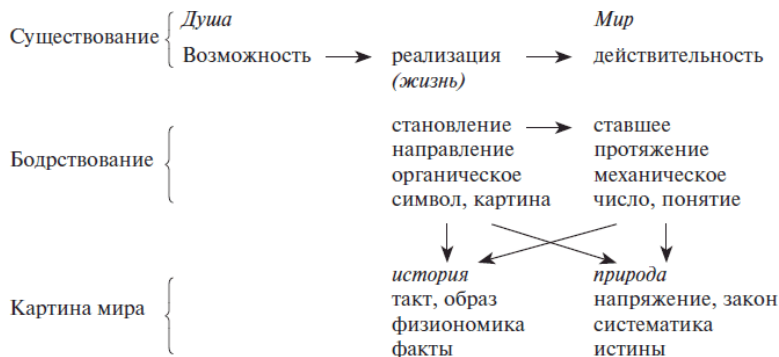 Душа Мир
Существование
Возможность реализация действительность
(жизнь)
становление ставшее
направление протяжение
Бодрствование
органическое механическое
символ, картина число, понятие
история природа
такт, образ напряжение, закон
Картина мира
физиономика систематика
факты истины